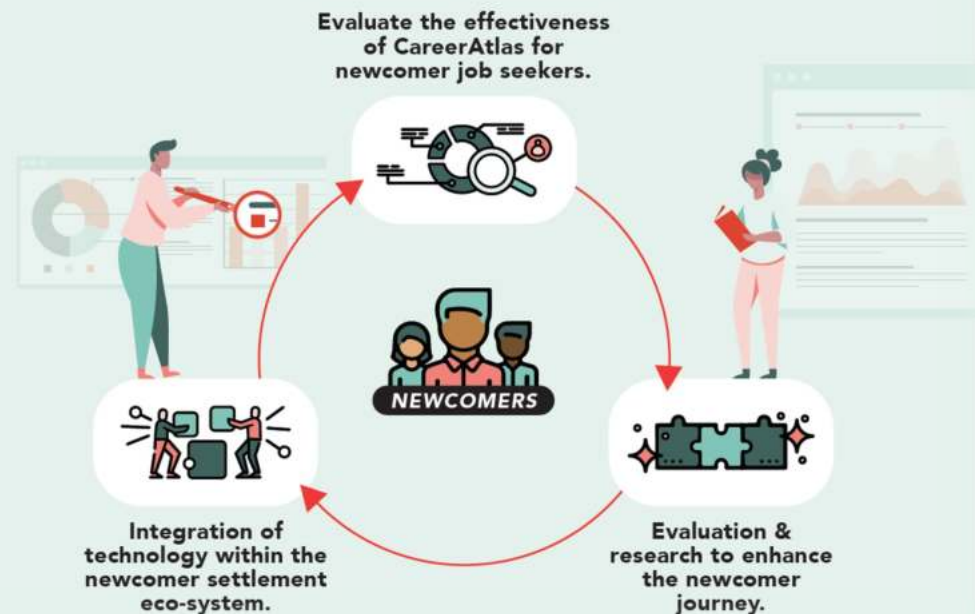 Evaluate the effectiveness
of CareerAtlas for
newcomer job seekers.
NEWCOMERS
Integration of
technology within the
newcomer settlement
eco-system.
Evaluation &
research to enhance
the newcomer
journey.